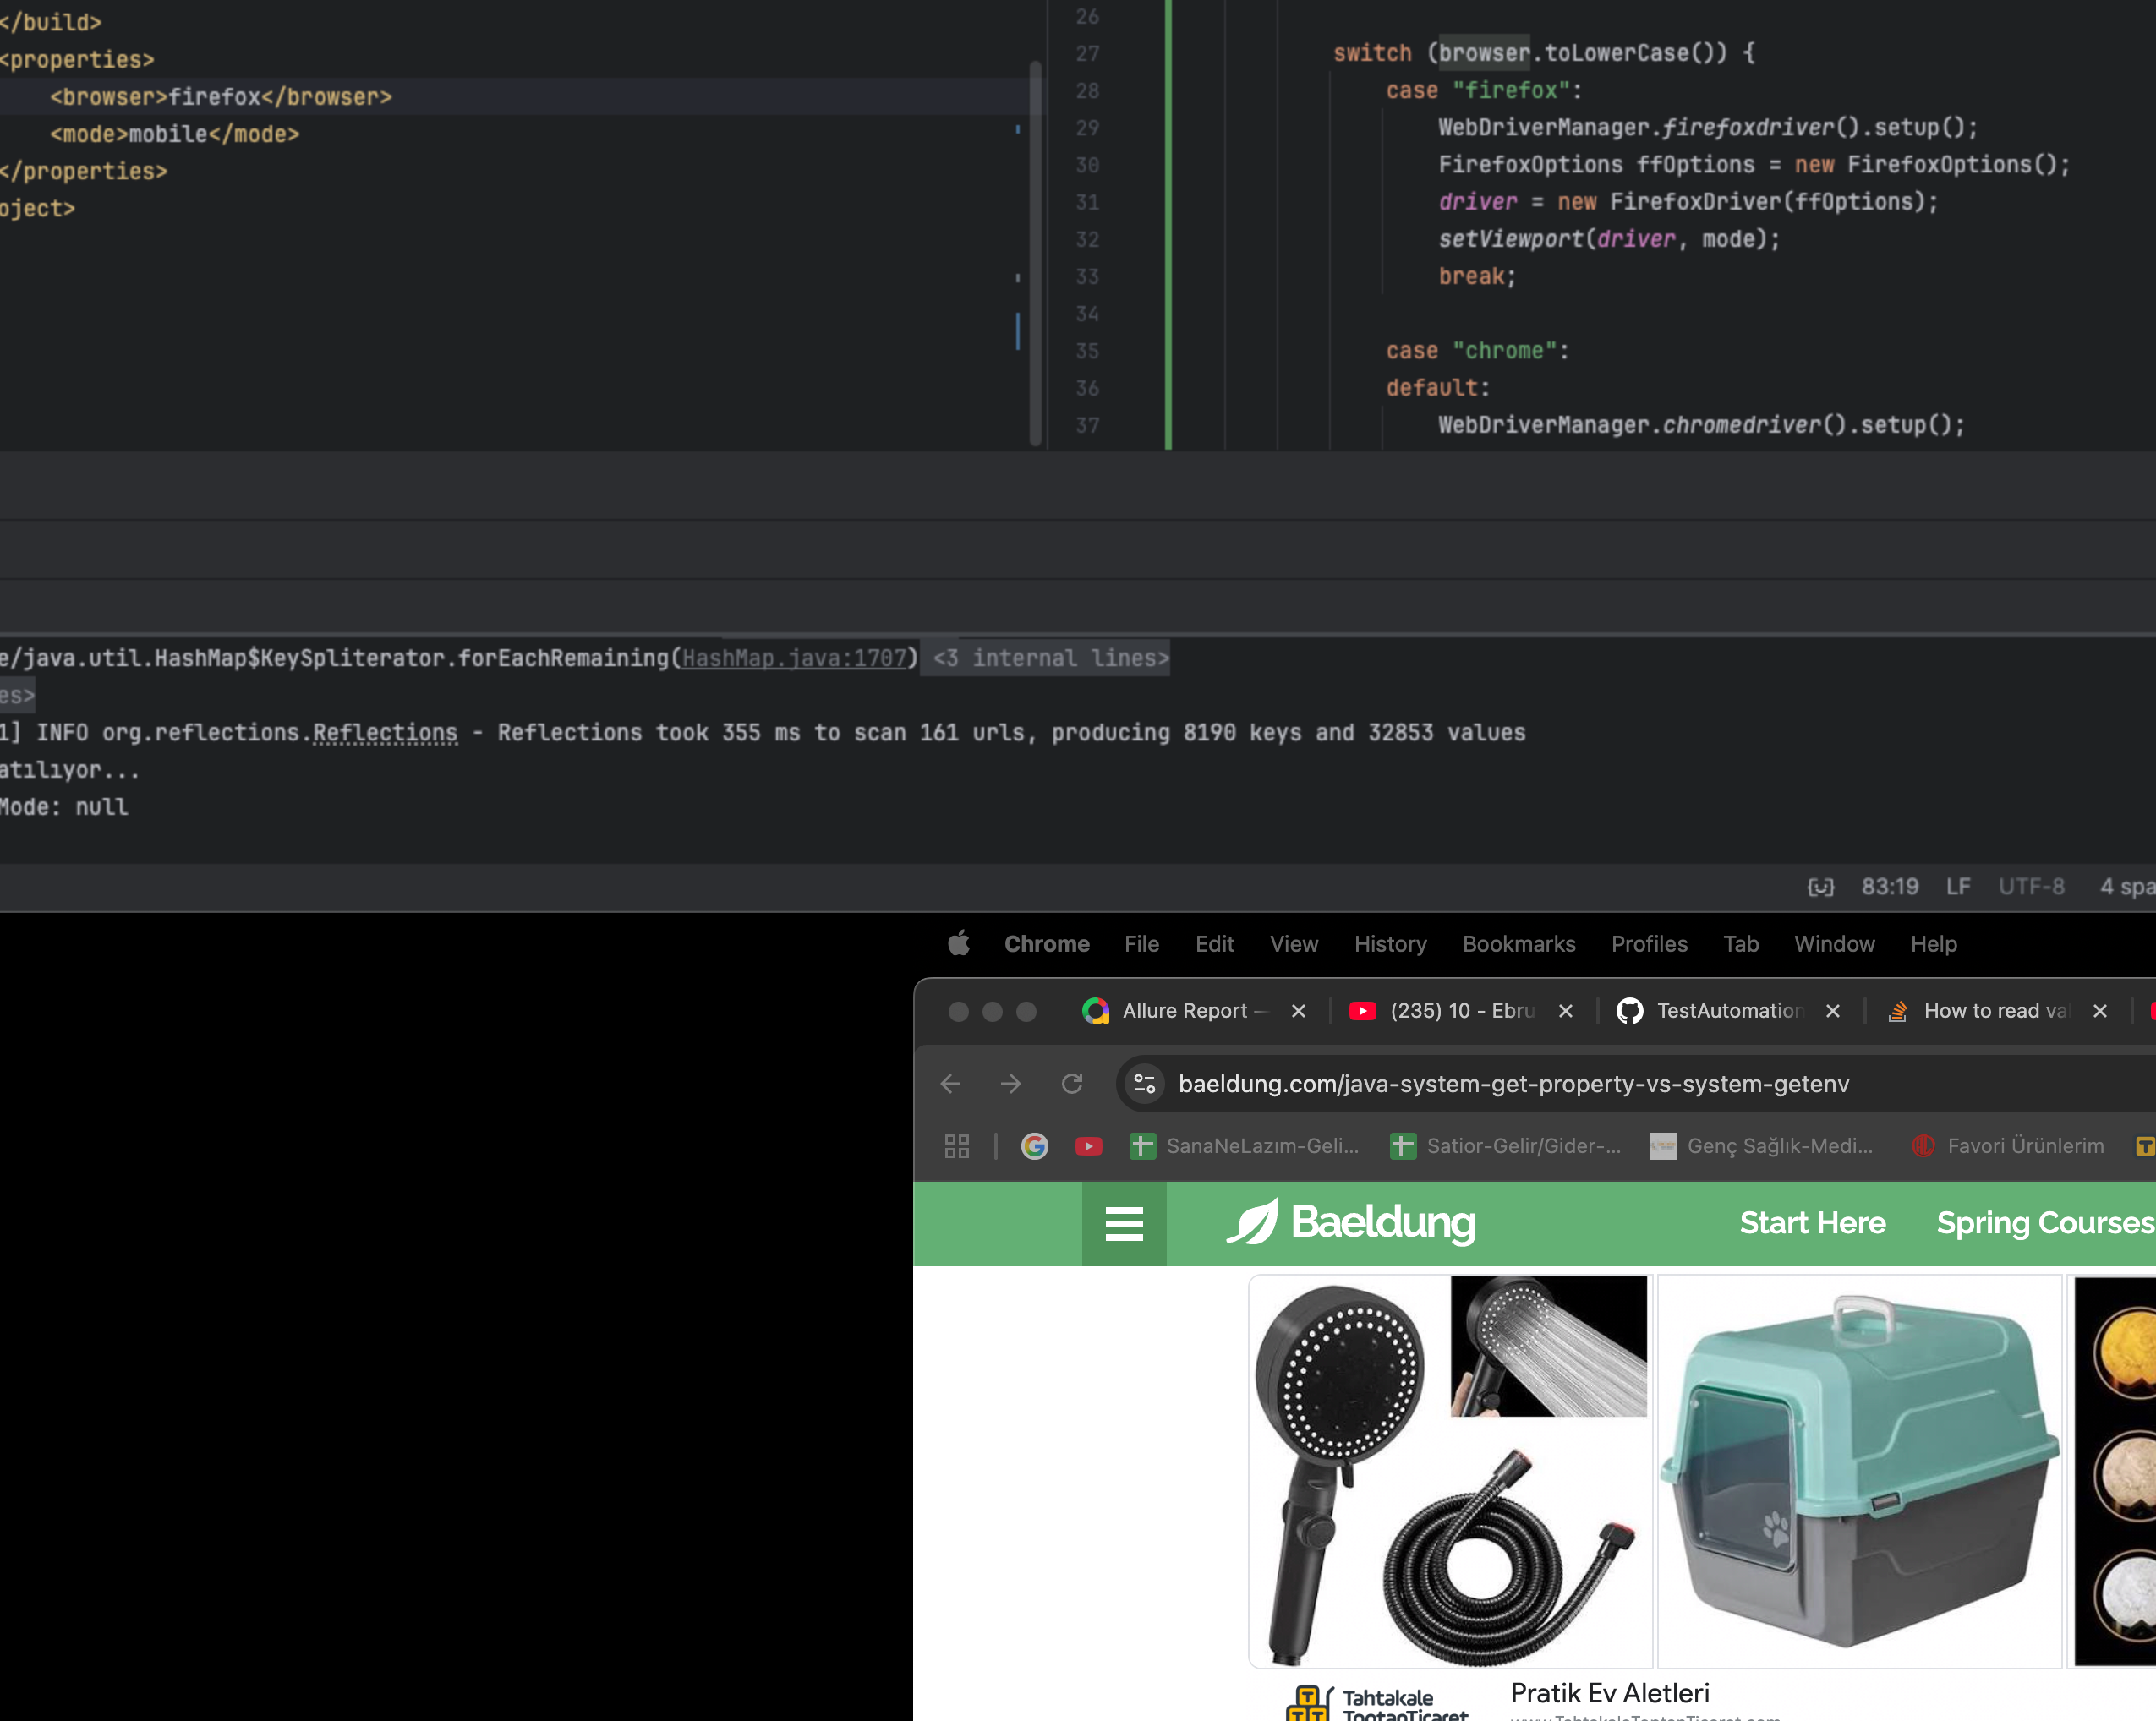 </build>
<properties>
<browser>firefox</browser>
<mode>mobile</mode>
</properties>
oject>
26
27 switch (browser.toLowerCase()) {
28 case "firefox":
29 WebDriverManager.firefoxdriver().setup();
30 FirefoxOptions ffOptions = new FirefoxOptions();
31 driver = new FirefoxDriver(ffOptions);
32 setViewport(driver, mode);
33 break;
34
35 case "chrome":
36 default:
37 WebDriverManager.chromedriver().setup();
e/java.util.HashMap$KeySpliterator.forEachRemaining(HashMap.java:1707) <3 internal lines>
es>
1] INFO org.reflections.Reflections - Reflections took 355 ms to scan 161 urls, producing 8190 keys and 32853 values
atılıyor...
Mode: null
83:19 LF UTF-8 4 spa
Chrome File Edit View History Bookmarks Profiles Tab Window Help
Allure Report – (235) 10 - Ebru TestAutomation How to read val
baeldung.com/java-system-get-property-vs-system-getenv
SanaNeLazım-Geli... Satior-Gelir/Gider-... Genç Sağlık-Medi... Favori Ürünlerim
Baeldung Start Here Spring Courses
Pratik Ev Aletleri
Tahtakale
ToptanTicaret
www.TahtakaleToptanTicaret.com